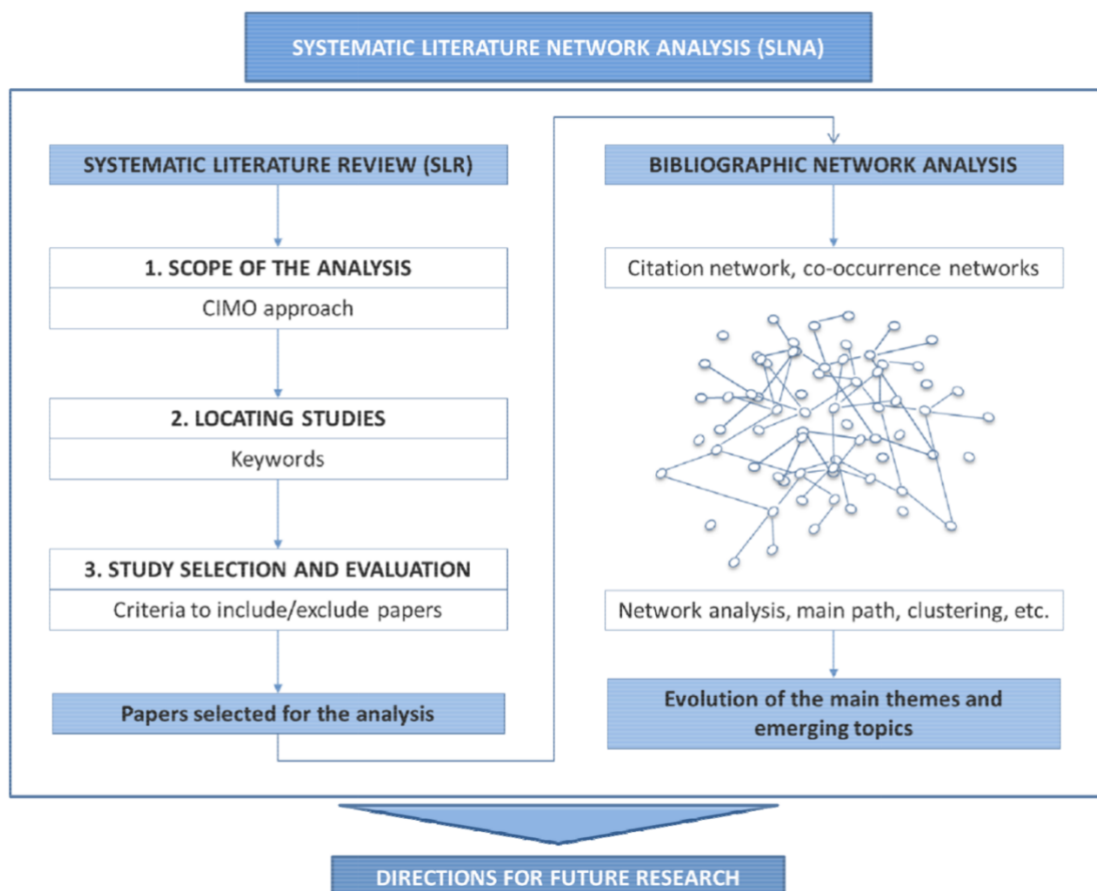 SYSTEMATIC LITERATURE NETWORK ANALYSIS (SLNA)
SYSTEMATIC LITERATURE REVIEW (SLR)
1. SCOPE OF THE ANALYSIS
CIMO approach
2. LOCATING STUDIES
Keywords
3. STUDY SELECTION AND EVALUATION
Criteria to include/exclude papers
Papers selected for the analysis
BIBLIOGRAPHIC NETWORK ANALYSIS
Citation network, co-occurrence networks
Network analysis, main path, clustering, etc.
Evolution of the main themes and
emerging topics
DIRECTIONS FOR FUTURE RESEARCH